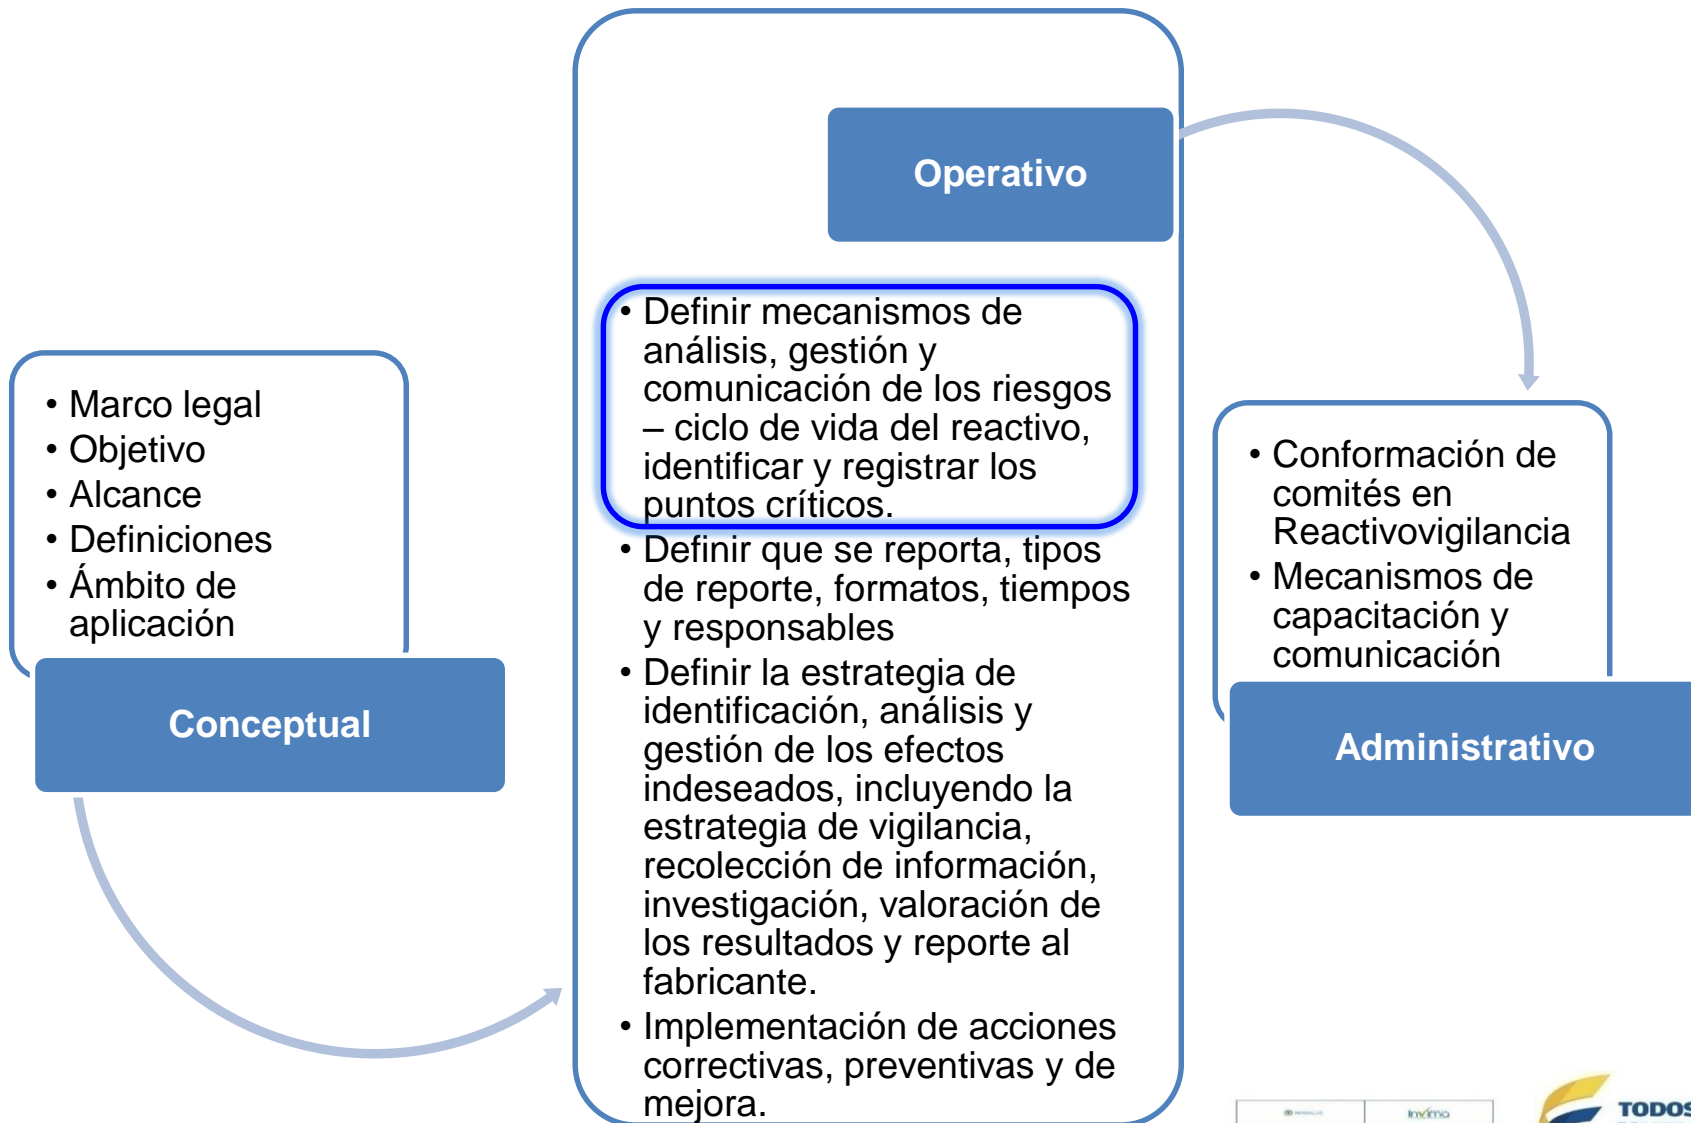 • Marco legal
• Objetivo
• Alcance
• Definiciones
• Ámbito de
aplicación
Conceptual
Operativo
• Definir mecanismos de
análisis, gestión y
comunicación de los riesgos
– ciclo de vida del reactivo,
identificar y registrar los
puntos críticos.
• Definir que se reporta, tipos
de reporte, formatos, tiempos
y responsables
• Definir la estrategia de
identificación, análisis y
gestión de los efectos
indeseados, incluyendo la
estrategia de vigilancia,
recolección de información,
investigación, valoración de
los resultados y reporte al
fabricante.
• Implementación de acciones
correctivas, preventivas y de
mejora.
• Conformación de
comités en
Reactivovigilancia
• Mecanismos de
capacitación y
comunicación
Administrativo
MINSALUD
Invima
TODOS